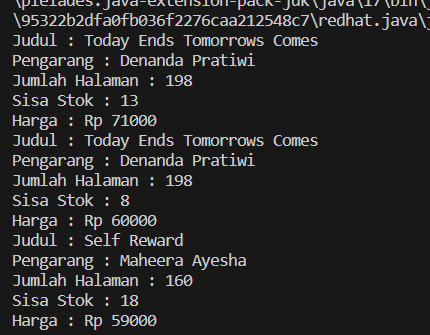 \pleiades.java-extension-pack-jdk\java\17\bin\j
\95322b2dfa0fb036f2276caa212548c7\redhat.java\j
Judul : Today Ends Tomorrows Comes
Pengarang : Denanda Pratiwi
Jumlah Halaman : 198
Sisa Stok : 13
Harga : Rp 71000
Judul : Today Ends Tomorrows Comes
Pengarang : Denanda Pratiwi
Jumlah Halaman : 198
Sisa Stok : 8
Harga : Rp 60000
Judul : Self Reward
Pengarang : Maheera Ayesha
Jumlah Halaman : 160
Sisa Stok : 18
Harga : Rp 59000